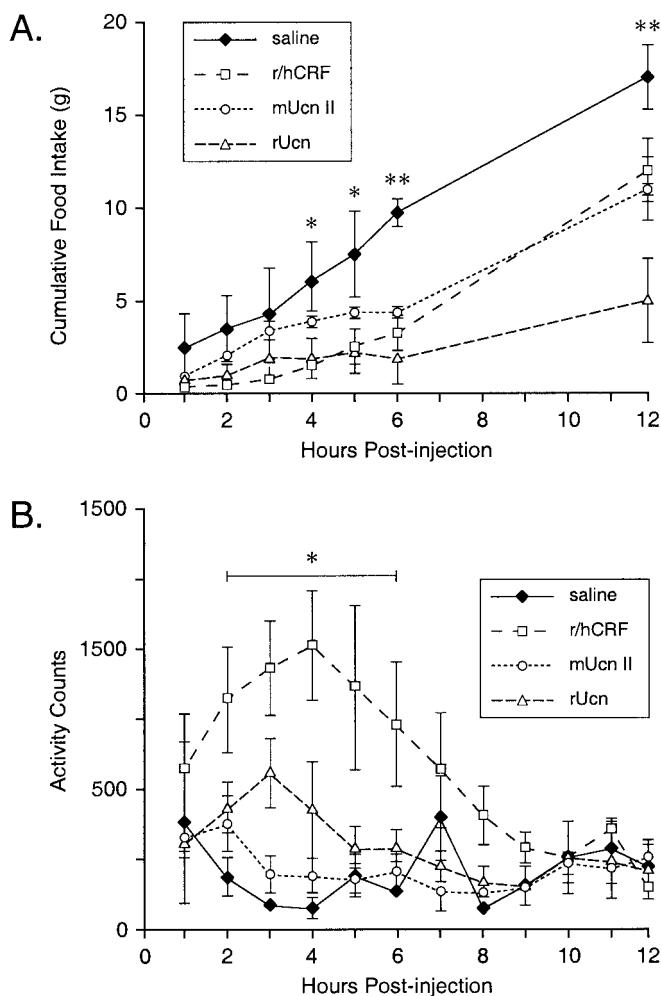 A.
20
15
10
5
0
Cumulative Food Intake (g)
saline
r/hCRF
mUcn II
rUcn
*
*
**
**
0 2 4 6 8 10 12
Hours Post-injection
B.
1500
1500
500
0
Activity Counts
*
saline
r/hCRF
mUcn II
rUcn
0 2 4 6 8 10 12
Hours Post-injection